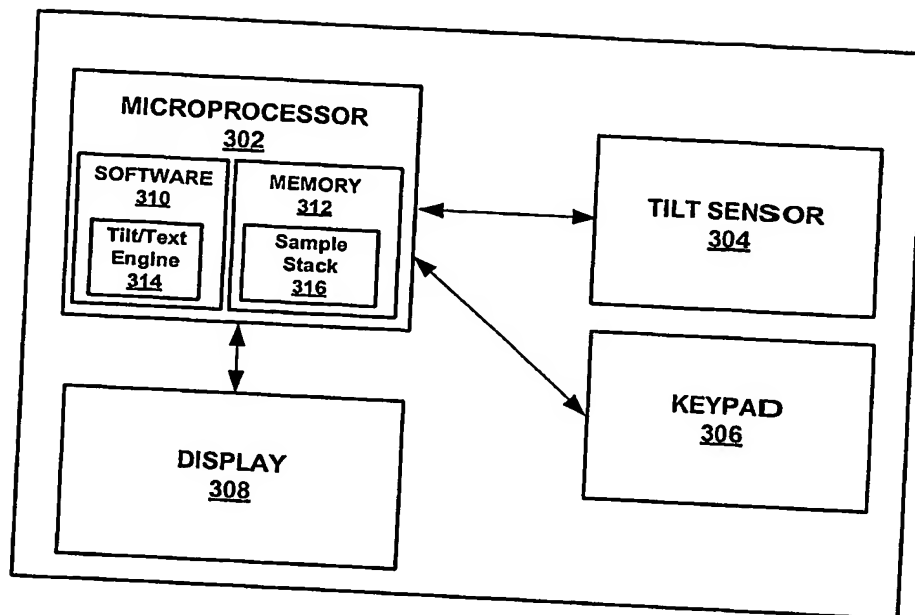 MICROPROCESSOR
302
SOFTWARE
310
Tilt/Text
Engine
314
MEMORY
312
Sample
Stack
316
TILT SENSOR
304
KEYPAD
306
DISPLAY
308